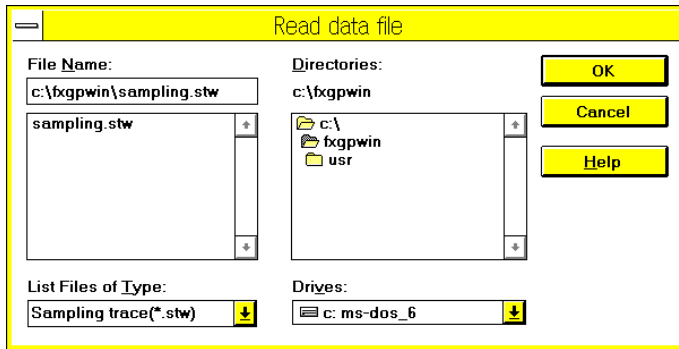 Read data file
File Name:
c:\fxgpwin\sampling.stw
sampling.stw
List Files of Type:
Sampling trace(*.stw)
Directories:
c:\fxgpwin
c:\
fxgpwin
usr
Drives:
c: ms-dos_6
OK
Cancel
Help